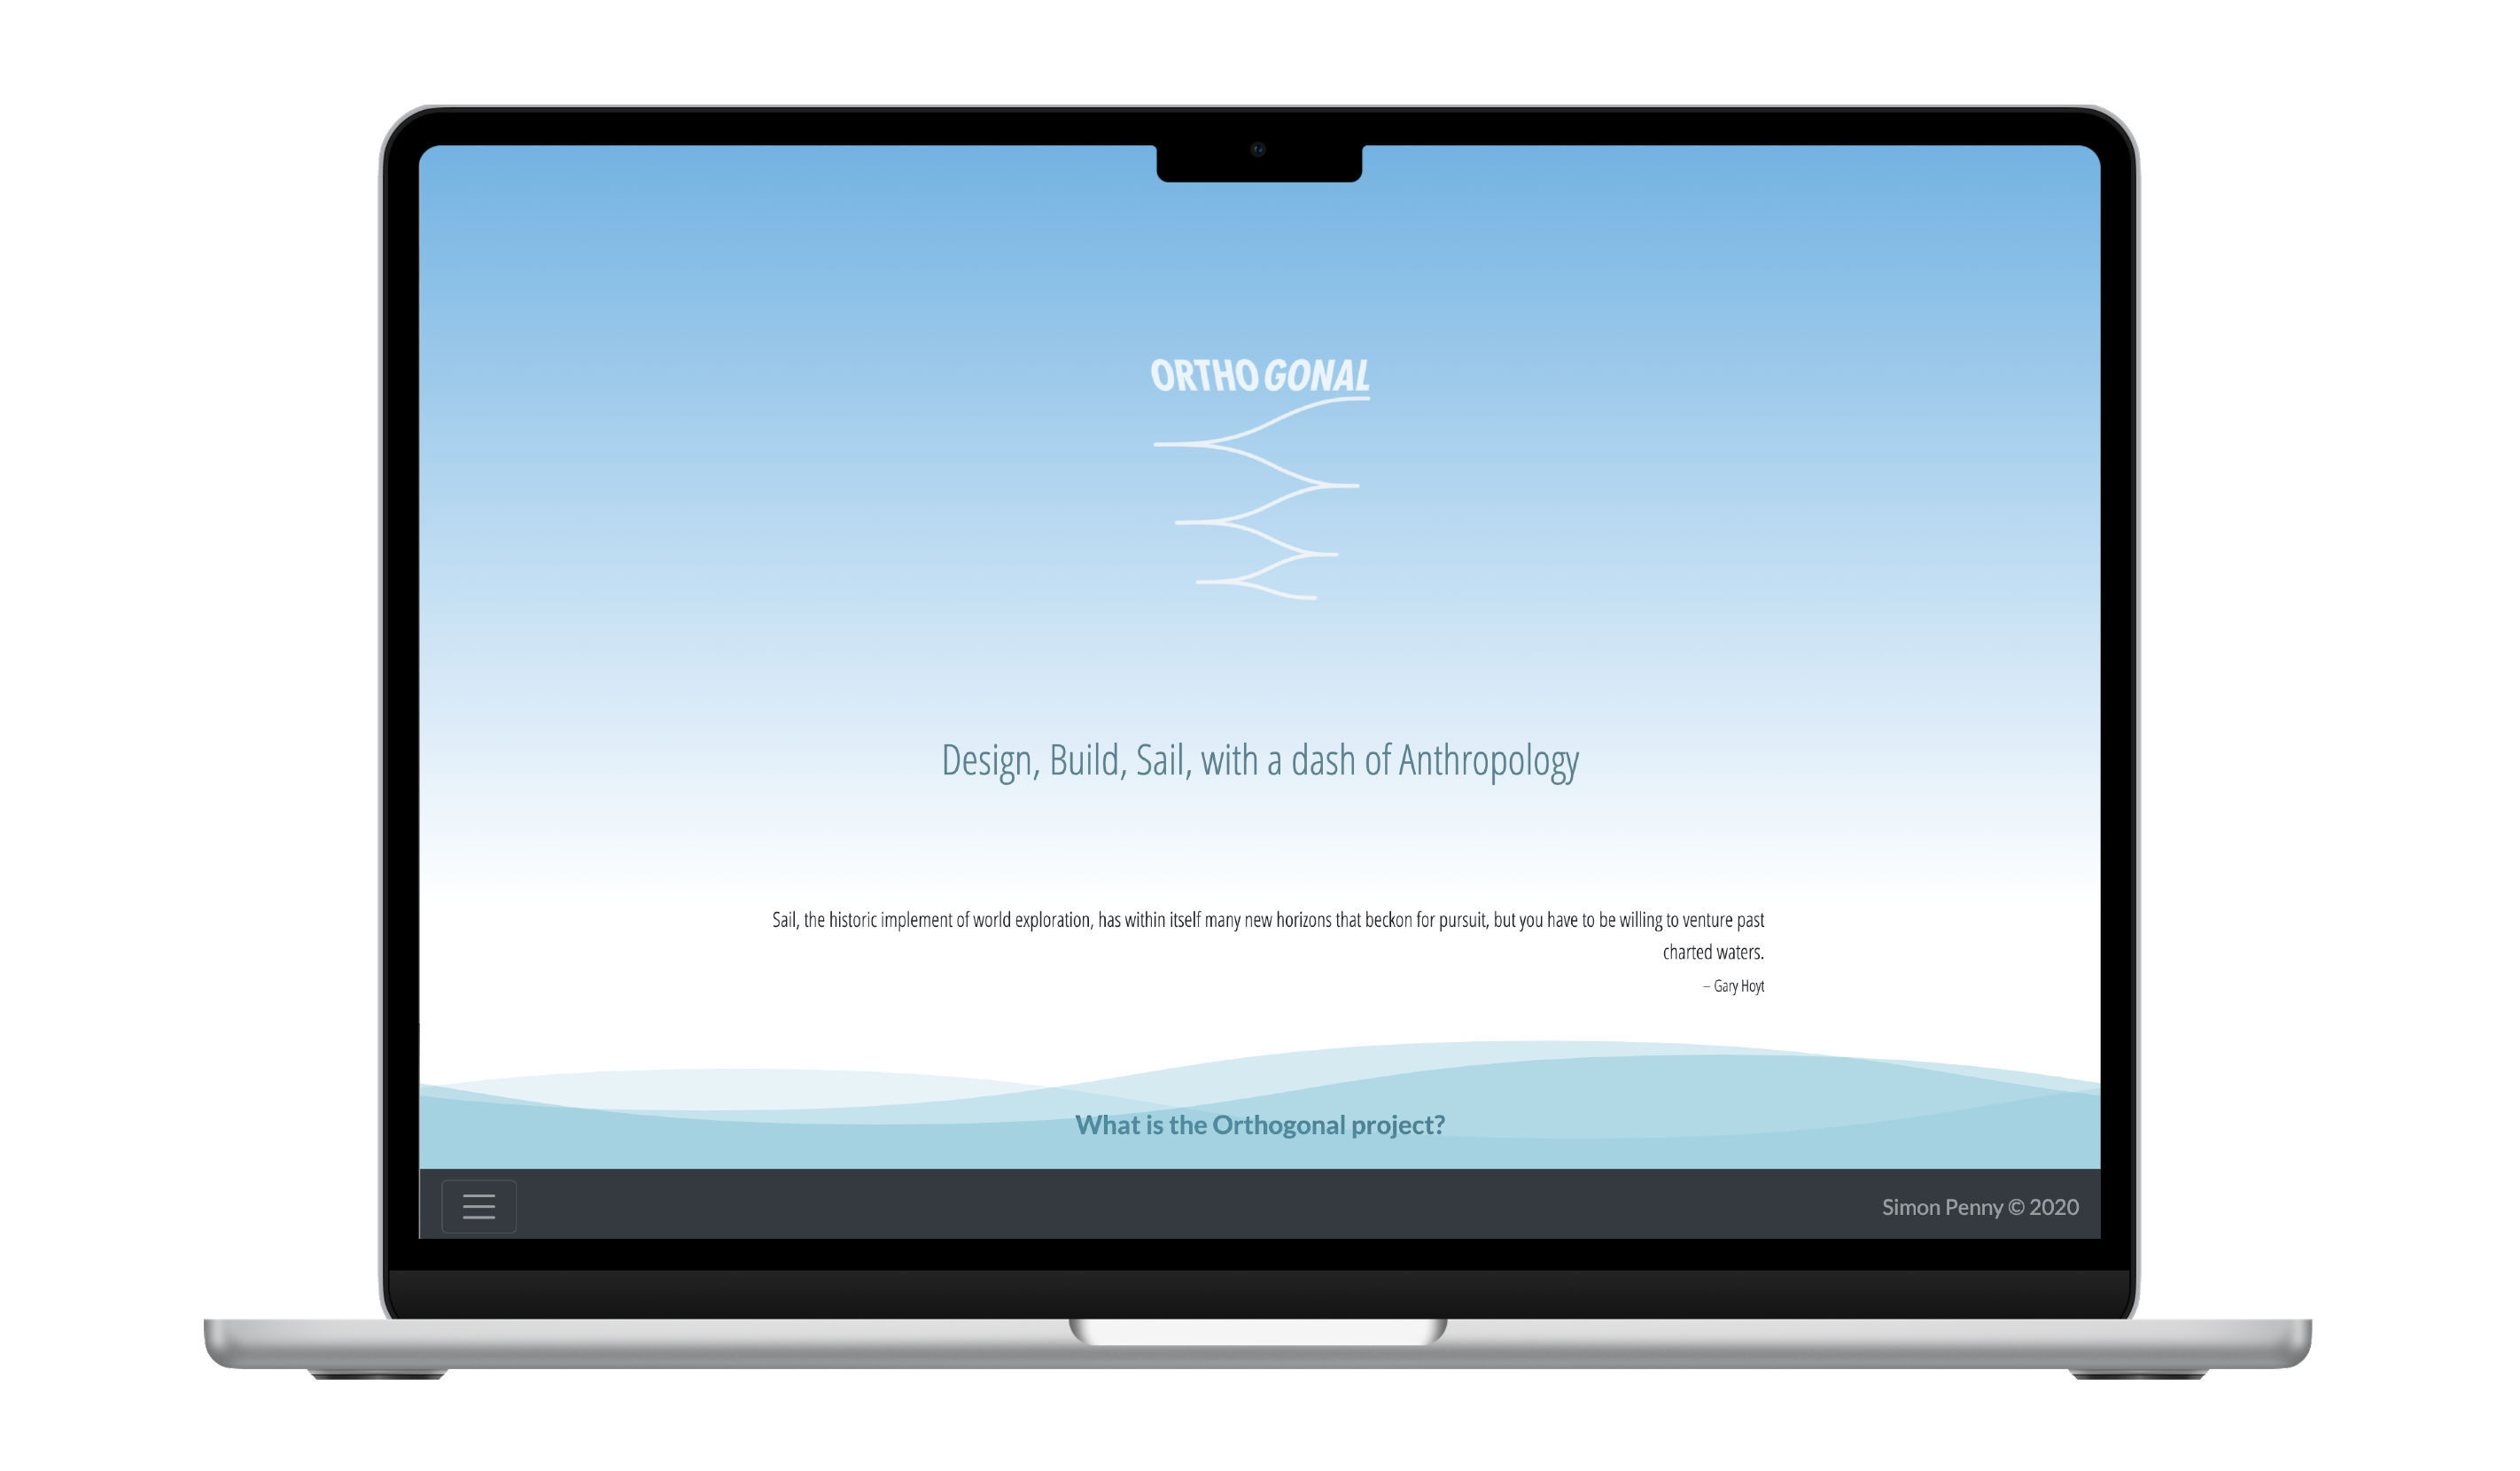 ORTHO GONAL
Design, Build, Sail, with a dash of Anthropology
Sail, the historic implement of world exploration, has within itself many new horizons that beckon for pursuit, but you have to be willing to venture past
charted waters.
– Gary Hoyt
What is the Orthogonal project?
Simon Penny © 2020